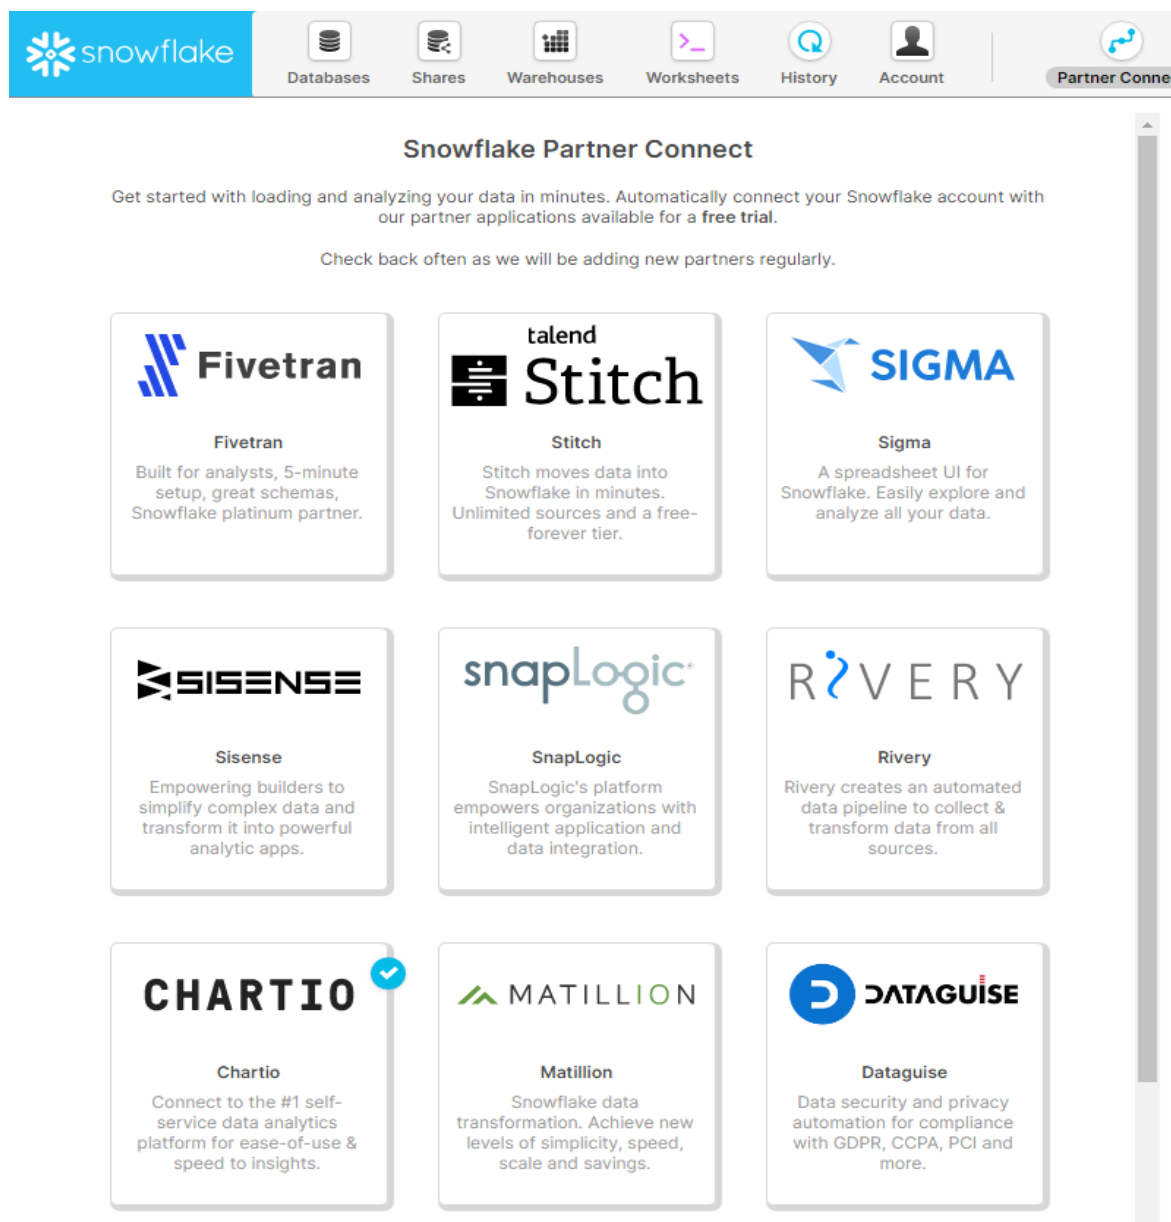 snowflake
Databases
Shares
Warehouses
Worksheets
History
Account
Partner Conne
Snowflake Partner Connect
Get started with loading and analyzing your data in minutes. Automatically connect your Snowflake account with
our partner applications available for a free trial.
Check back often as we will be adding new partners regularly.
Fivetran
Fivetran
Built for analysts, 5-minute
setup, great schemas,
Snowflake platinum partner.
talend
Stitch
Stitch
Stitch moves data into
Snowflake in minutes.
Unlimited sources and a free-
forever tier.
SIGMA
Sigma
A spreadsheet UI for
Snowflake. Easily explore and
analyze all your data.
SISENSE
Sisense
Empowering builders to
simplify complex data and
transform it into powerful
analytic apps.
snapLogic
SnapLogic
SnapLogic's platform
empowers organizations with
intelligent application and
data integration.
RIVERY
Rivery
Rivery creates an automated
data pipeline to collect &
transform data from all
sources.
CHARTIO
Chartio
Connect to the #1 self-
service data analytics
platform for ease-of-use &
speed to insights.
MATILLION
Matillion
Snowflake data
transformation. Achieve new
levels of simplicity, speed,
scale and savings.
DATAGUISE
Dataguise
Data security and privacy
automation for compliance
with GDPR, CCPA, PCI and
more.